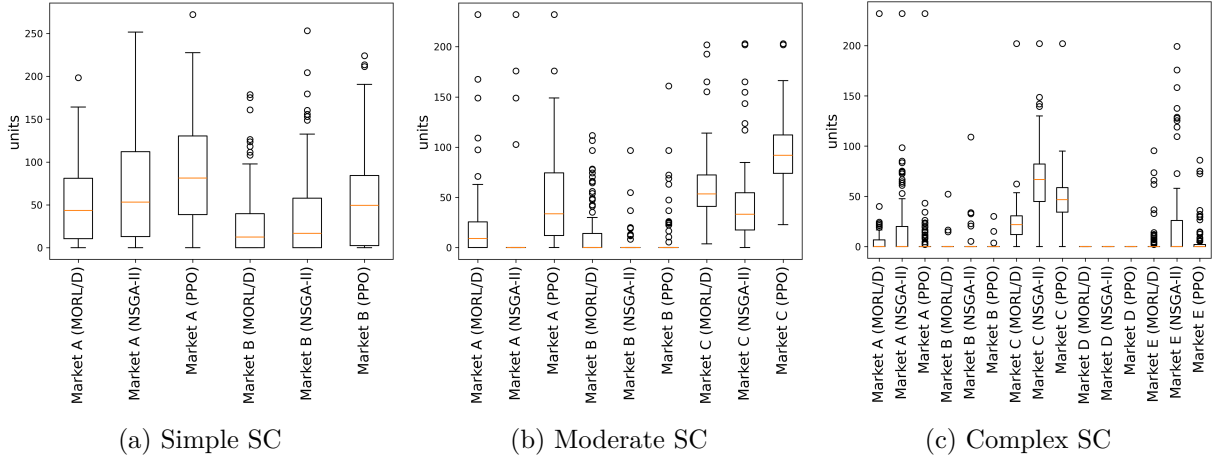 250
200
150
100
50
0
units
Market A (MORL/D)
Market A (NSGA-II)
Market A (PPO)
Market B (MORL/D)
Market B (NSGA-II)
Market B (PPO)
(a) Simple SC
200
150
100
50
0
units
Market A (MORL/D)
Market A (NSGA-II)
Market A (PPO)
Market B (MORL/D)
Market B (NSGA-II)
Market B (PPO)
Market C (MORL/D)
Market C (NSGA-II)
Market C (PPO)
(b) Moderate SC
200
150
100
50
0
units
Market A (MORL/D)
Market A (NSGA-II)
Market A (PPO)
Market B (MORL/D)
Market B (NSGA-II)
Market B (PPO)
Market C (MORL/D)
Market C (NSGA-II)
Market C (PPO)
Market D (MORL/D)
Market D (NSGA-II)
Market D (PPO)
Market E (MORL/D)
Market E (NSGA-II)
Market E (PPO)
(c) Complex SC